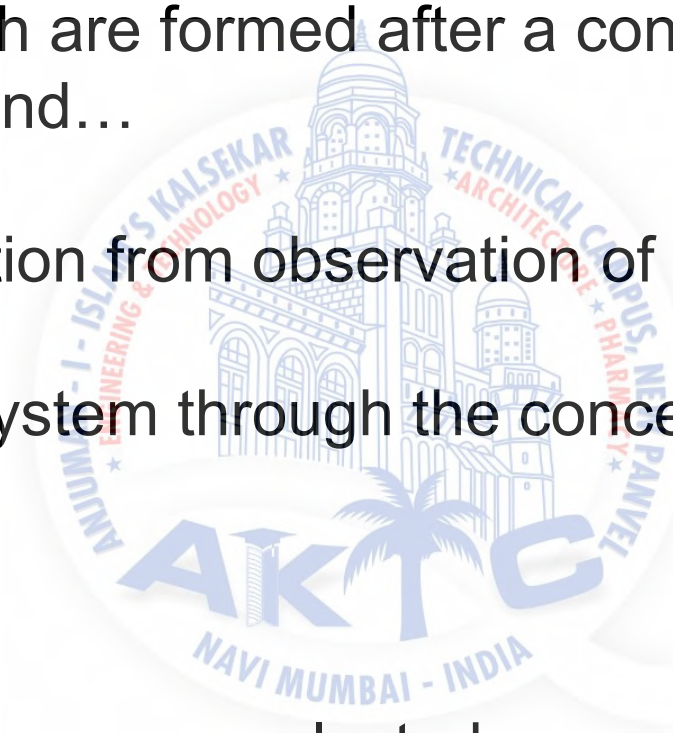 h are formed after a con
nd…
tion from observation of
ystem through the conce
ANJUMAN - I - ISLAM'S KALSEKAR TECHNICAL CAMPUS, NEW PANVEL
ENGINEERING & TECHNOLOGY ★ ★ ARCHITECTURE ★ PHARMACY ★
AKTC
NAVI MUMBAI - INDIA